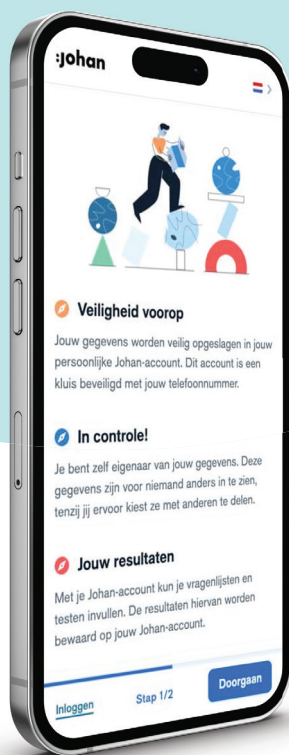 :Johan
Veiligheid voorop
Jouw gegevens worden veilig opgeslagen in jouw
persoonlijke Johan-account. Dit account is een
kluis beveiligd met jouw telefoonnummer.
In controle!
Je bent zelf eigenaar van jouw gegevens. Deze
gegevens zijn voor niemand anders in te zien,
tenzij jij ervoor kiest ze met anderen te delen.
Jouw resultaten
Met je Johan-account kun je vragenlijsten en
testen invullen. De resultaten hiervan worden
bewaard op jouw Johan-account.
Inloggen
Stap 1/2
Doorgaan